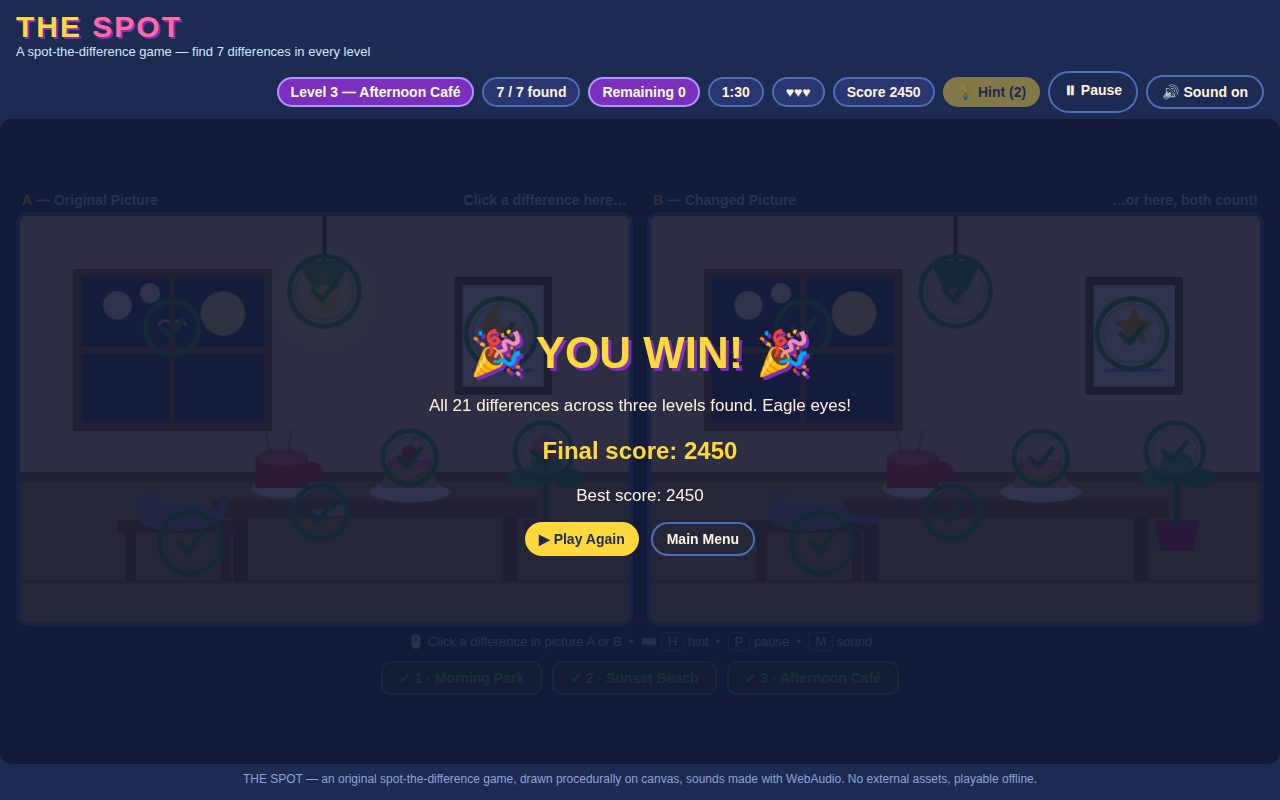 THE SPOT
A spot-the-difference game — find 7 differences in every level
Level 3 — Afternoon Café
7 / 7 found
Remaining 0
1:30
♥♥♥
Score 2450
💡 Hint (2)
⏸ Pause
🔊 Sound on
A — Original Picture
Click a difference here…
B — Changed Picture
…or here, both count!
🎉 YOU WIN! 🎉
All 21 differences across three levels found. Eagle eyes!
Final score: 2450
Best score: 2450
▶ Play Again
Main Menu
🖱 Click a difference in picture A or B • ⌨ H hint • P pause • M sound
✓ 1 · Morning Park
✓ 2 · Sunset Beach
✓ 3 · Afternoon Café
THE SPOT — an original spot-the-difference game, drawn procedurally on canvas, sounds made with WebAudio. No external assets, playable offline.